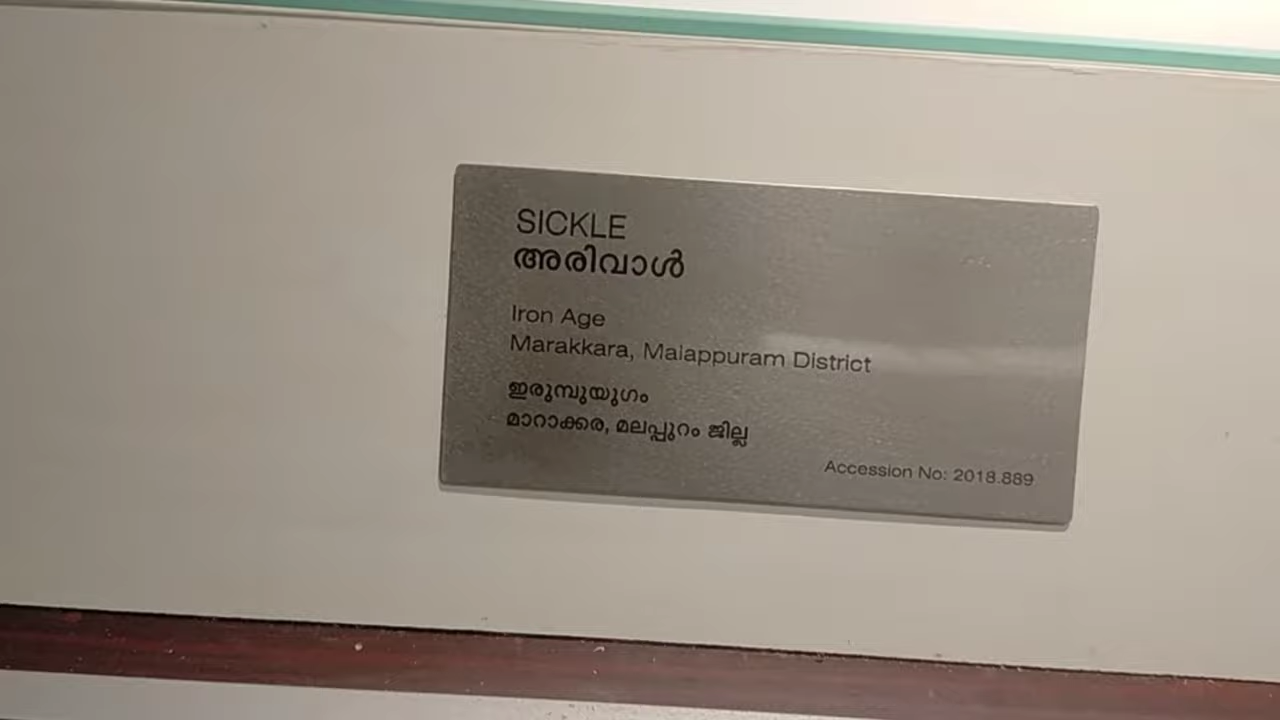 SICKLE
അരിവാൾ
Iron Age
Marakkara, Malappuram District
ഇരുമ്പുയുഗം
മാറാക്കര, മലപ്പുറം ജില്ല
Accession No: 2018.889